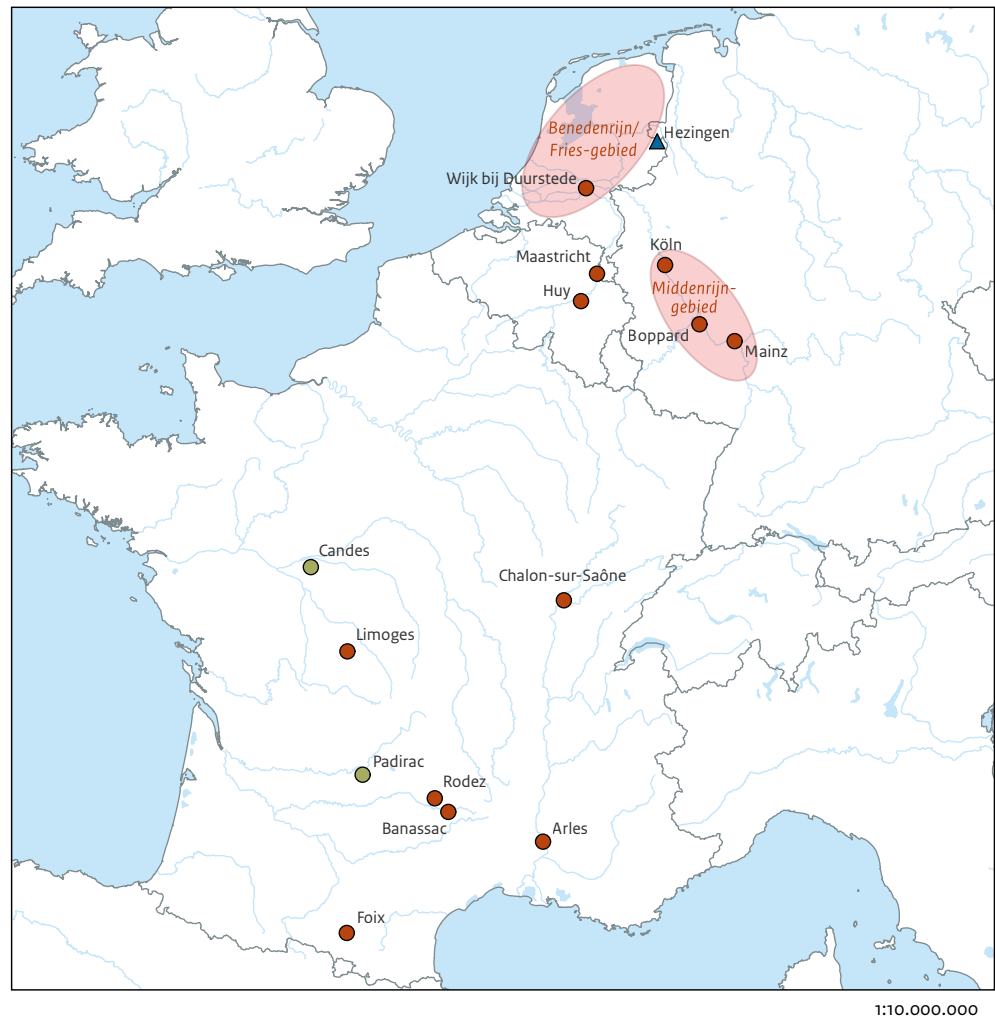 Benedenrijn/
Fries-gebied
Hezingen
Wijk bij Duurstede
Köln
Maastricht
Middenrijn-
gebied
Huy
Boppard
Mainz
Candes
Chalon-sur-Saône
Limoges
Padirac
Rodez
Banassac
Arles
Foix
1:10.000.000